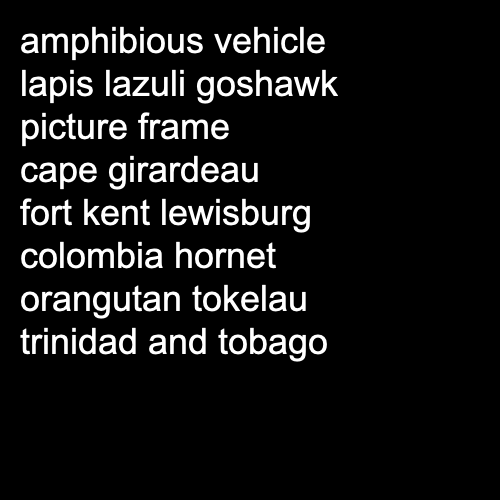 amphibious vehicle
lapis lazuli goshawk
picture frame
cape girardeau
fort kent lewisburg
colombia hornet
orangutan tokelau
trinidad and tobago